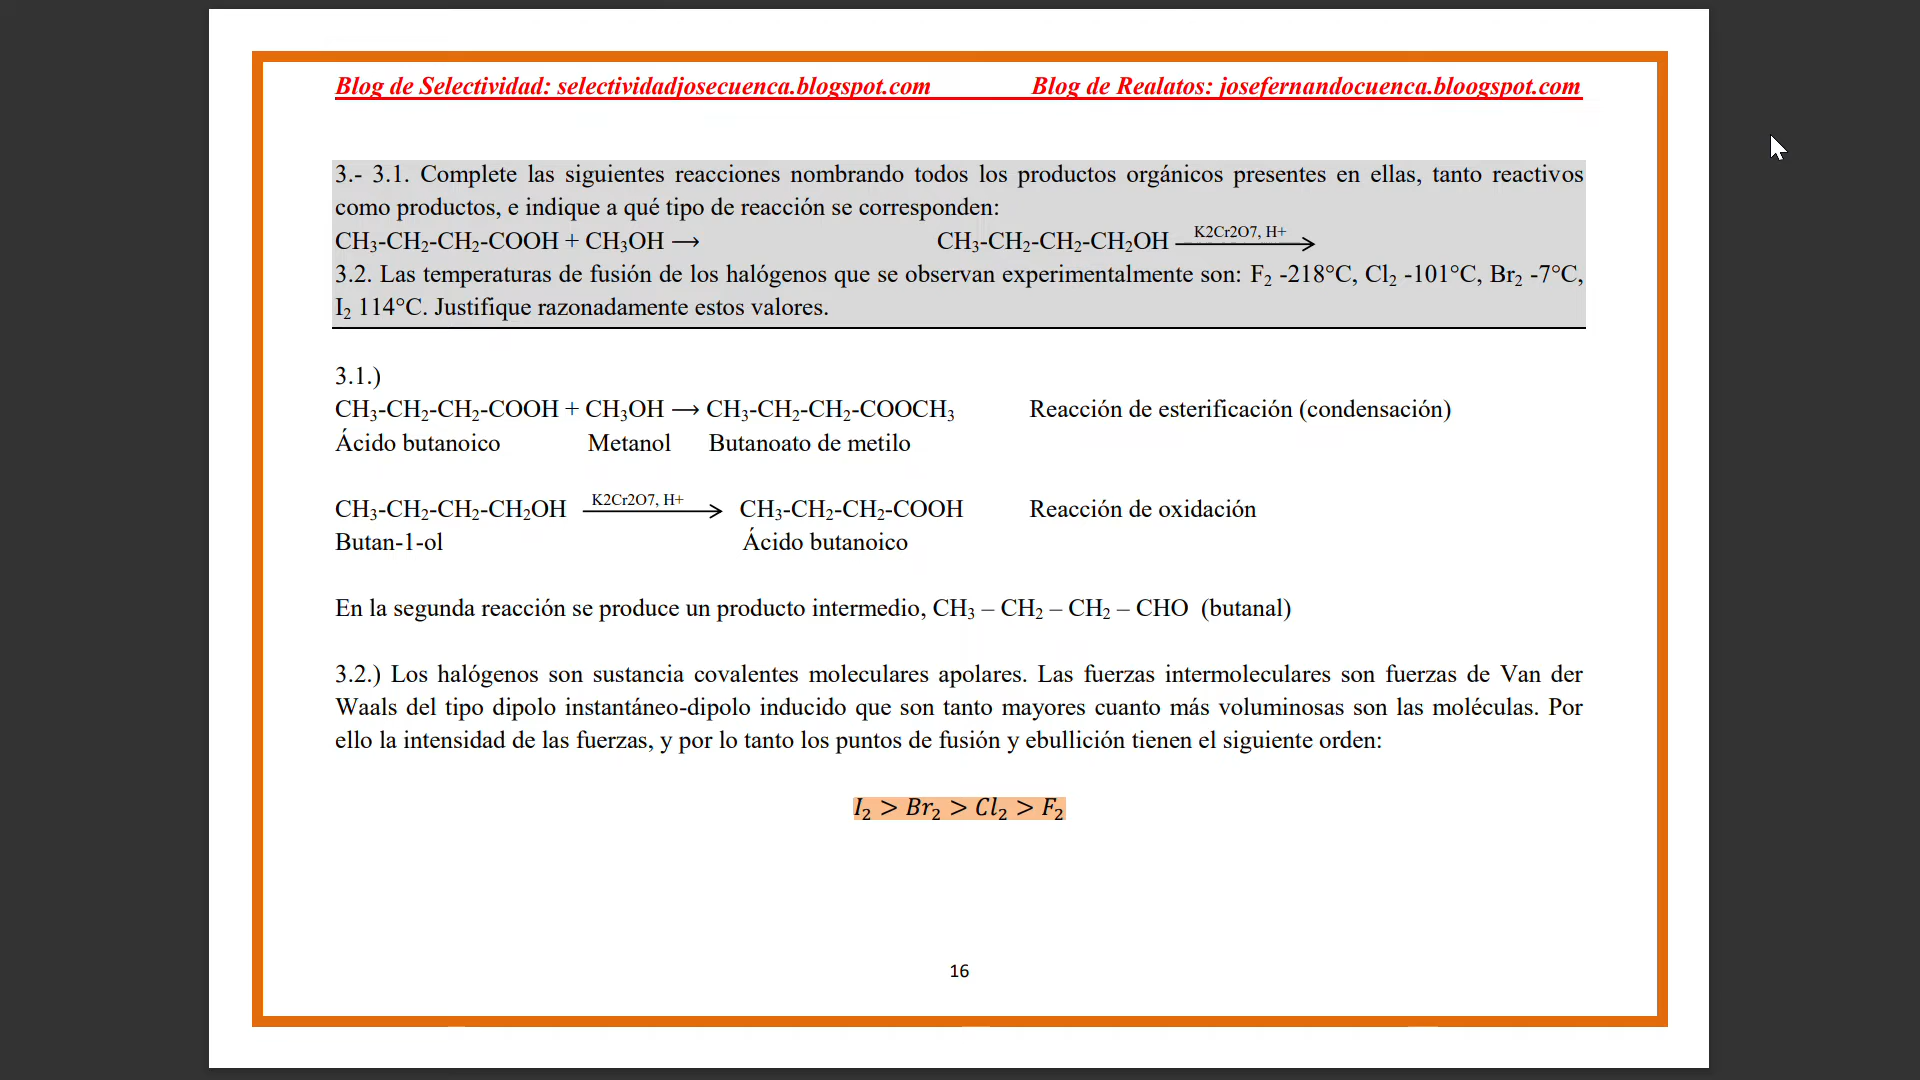 Blog de Selectividad: selectividadjosecuenca.blogspot.com Blog de Realatos: josefernandocuenca.bloogspot.com
3.- 3.1. Complete las siguientes reacciones nombrando todos los productos orgánicos presentes en ellas, tanto reactivos
como productos, e indique a qué tipo de reacción se corresponden:
CH₃-CH₂-CH₂-COOH + CH₃OH ⟶ CH₃-CH₂-CH₂-CH₂OH K2Cr2O7, H+ ⟶
3.2. Las temperaturas de fusión de los halógenos que se observan experimentalmente son: F₂ -218°C, Cl₂ -101°C, Br₂ -7°C,
I₂ 114°C. Justifique razonadamente estos valores.
3.1.)
CH₃-CH₂-CH₂-COOH + CH₃OH ⟶ CH₃-CH₂-CH₂-COOCH₃ Reacción de esterificación (condensación)
Ácido butanoico Metanol Butanoato de metilo
CH₃-CH₂-CH₂-CH₂OH K2Cr2O7, H+ ⟶ CH₃-CH₂-CH₂-COOH Reacción de oxidación
Butan-1-ol Ácido butanoico
En la segunda reacción se produce un producto intermedio, CH₃ – CH₂ – CH₂ – CHO (butanal)
3.2.) Los halógenos son sustancia covalentes moleculares apolares. Las fuerzas intermoleculares son fuerzas de Van der
Waals del tipo dipolo instantáneo-dipolo inducido que son tanto mayores cuanto más voluminosas son las moléculas. Por
ello la intensidad de las fuerzas, y por lo tanto los puntos de fusión y ebullición tienen el siguiente orden:
I₂ > Br₂ > Cl₂ > F₂
16